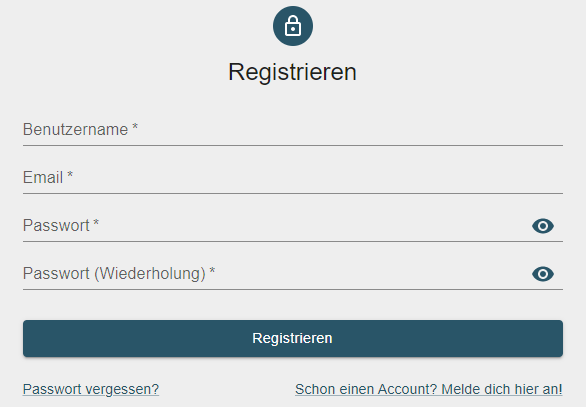 Registrieren
Benutzername *
Email *
Passwort *
Passwort (Wiederholung) *
Registrieren
Passwort vergessen? Schon einen Account? Melde dich hier an!